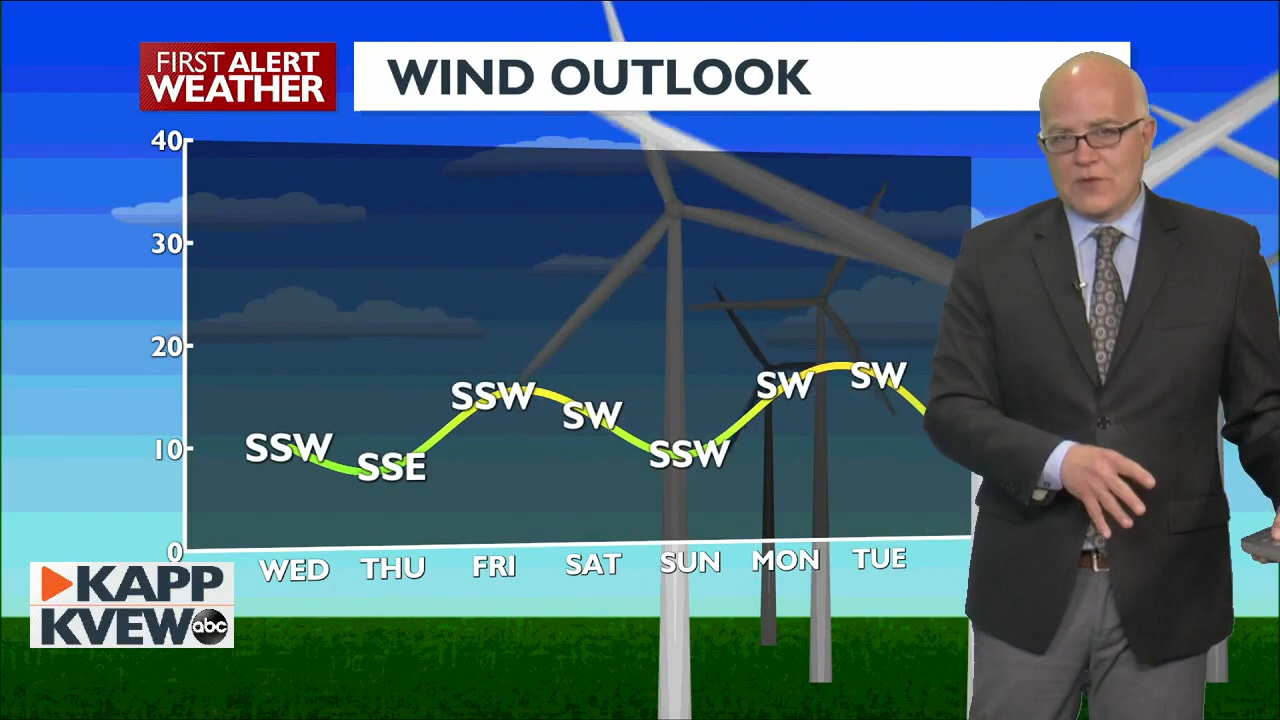 FIRST ALERT
WEATHER
WIND OUTLOOK
40
30
20
10
0
SSW
SSE
SSW
SW
SSW
SW
SW
WED THU FRI SAT SUN MON TUE
KAPP
KVEW abc